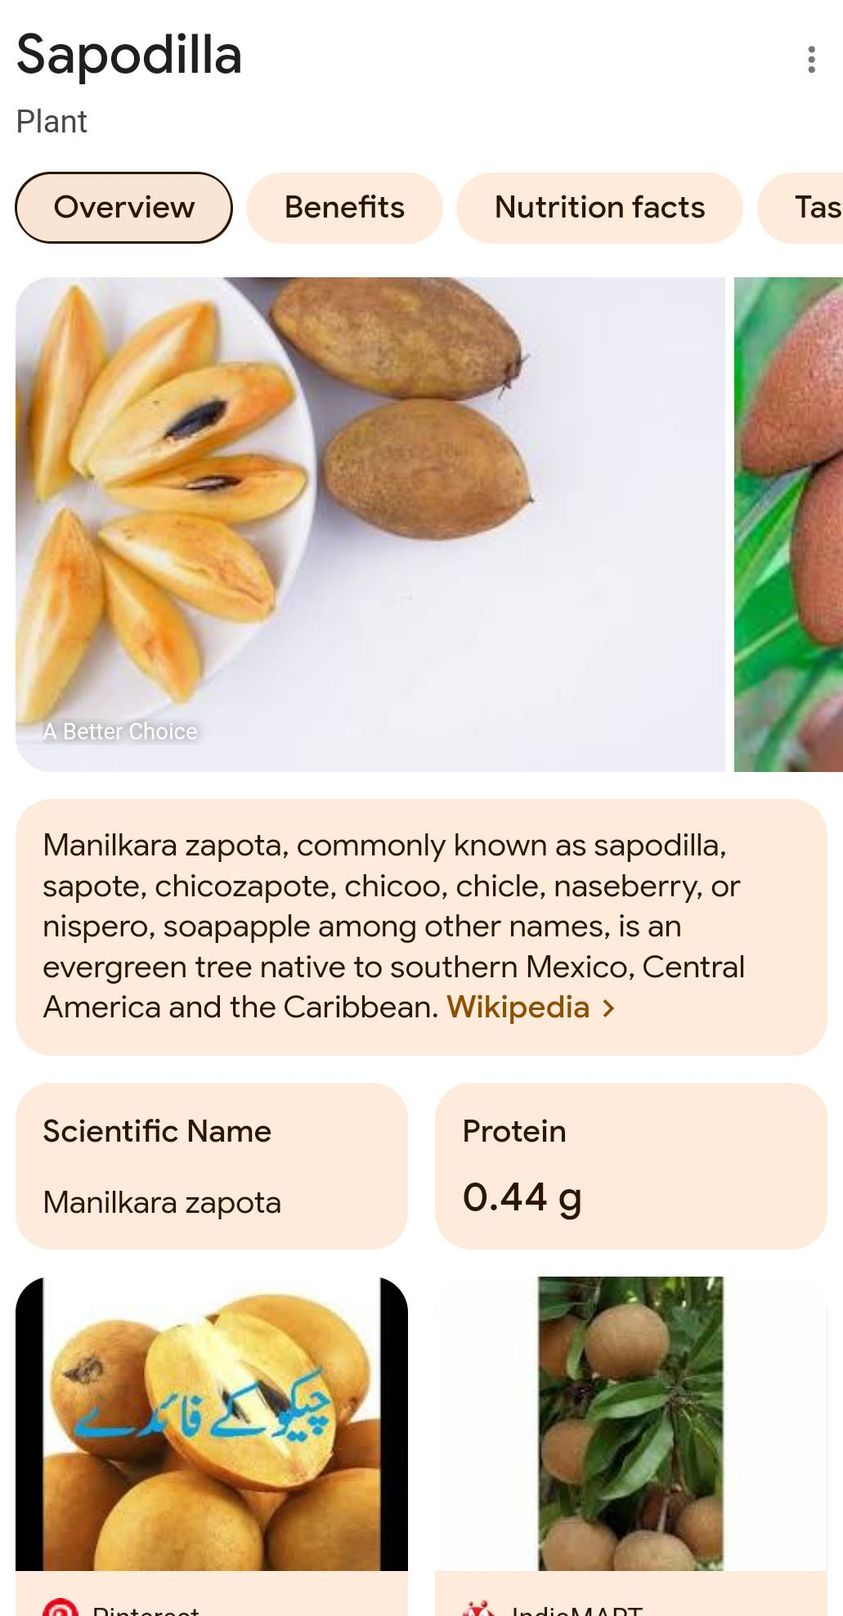 Sapodilla
Plant
Overview
Benefits
Nutrition facts
A Better Choice
Manilkara zapota, commonly known as sapodilla,
sapote, chicozapote, chicoo, chicle, naseberry, or
nispero, soapapple among other names, is an
evergreen tree native to southern Mexico, Central
America and the Caribbean. Wikipedia >
Scientific Name
Manilkara zapota
Protein
0.44 g
چیکو کے فائدے
Pinterest
IndiaMART